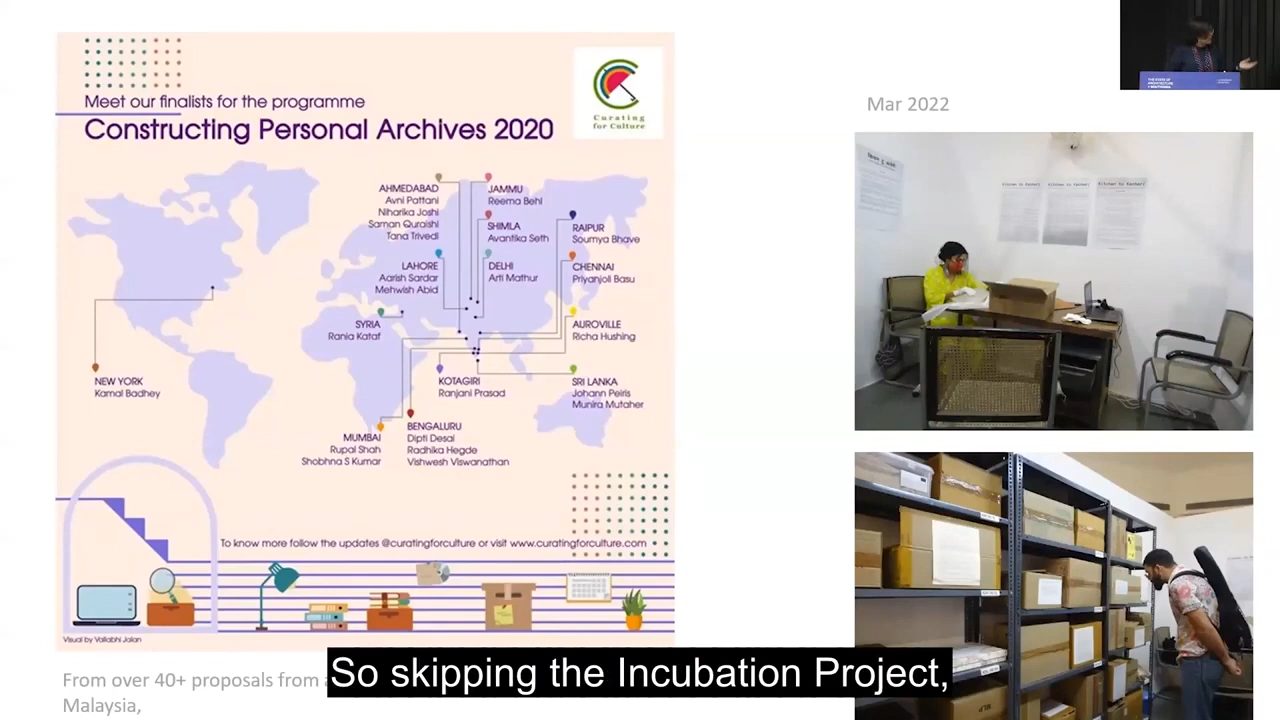 Meet our finalists for the programme
Constructing Personal Archives 2020
Curating
for Culture
AHMEDABAD
Avni Pattani
Niharika Joshi
Saman Quraishi
Tana Trivedi
JAMMU
Reema Behl
SHIMLA
Avantika Seth
RAIPUR
Soumya Bhave
LAHORE
Aarish Sardar
Mehwish Abid
DELHI
Arti Mathur
CHENNAI
Priyanjoli Basu
SYRIA
Rania Kataf
AUROVILLE
Richa Hushing
NEW YORK
Kamal Badhey
KOTAGIRI
Ranjani Prasad
SRI LANKA
Johann Peiris
Munira Mutaher
MUMBAI
Rupal Shah
Shobhna S Kumar
BENGALURU
Dipti Desai
Radhika Hegde
Vishwesh Viswanathan
To know more follow the updates @curatingforculture or visit www.curatingforculture.com
Visual by Vallabhi Jalan
From over 40+ proposals from
Malaysia,
Mar 2022
THE STATE OF
ARCHITECTURE
So skipping the Incubation Project,